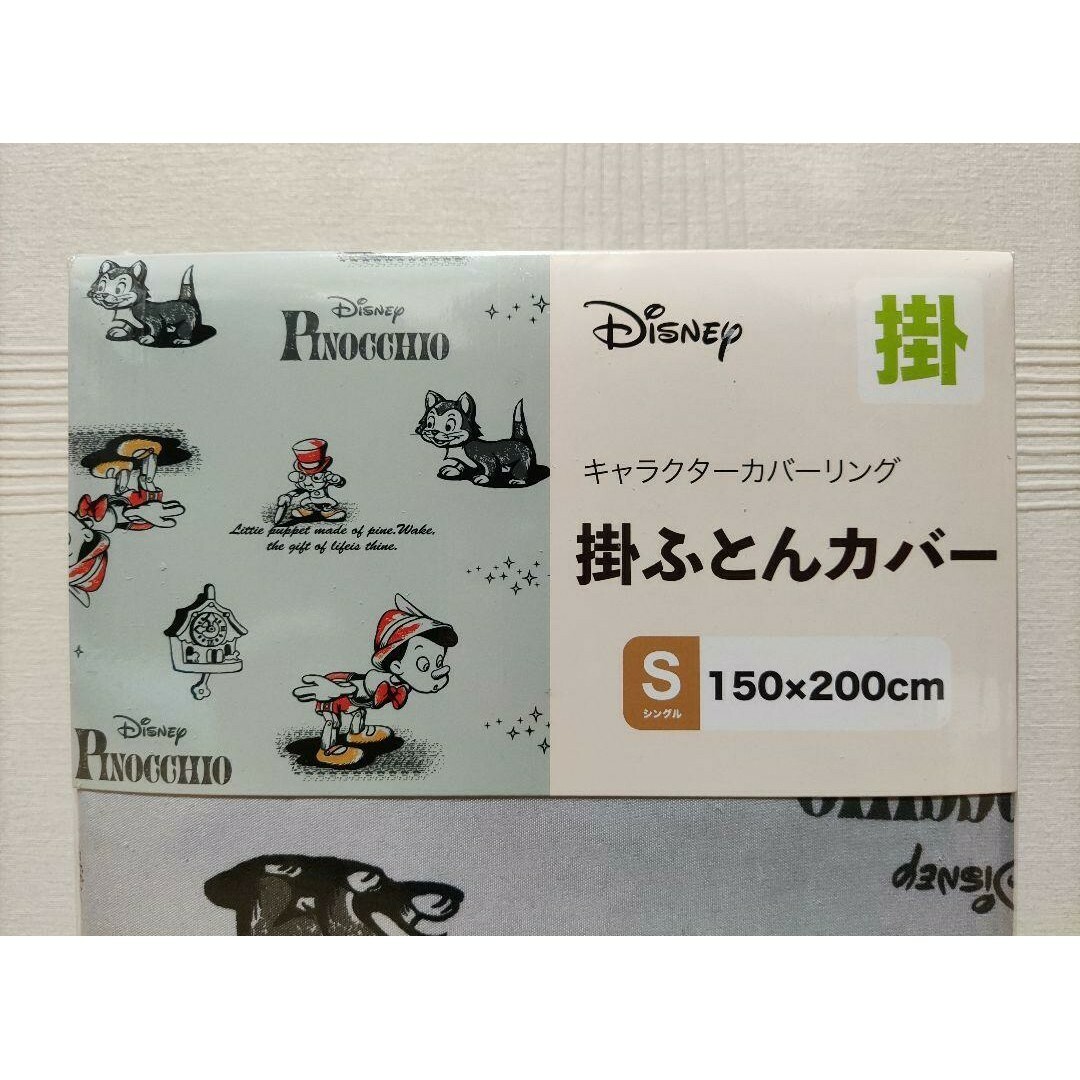 Disney
PINOCCHIO
Littie puppet made of pine.Wake,
the gift of lifeis thine.
Disney
PINOCCHIO
Disney
掛
キャラクターカバーリング
掛ふとんカバー
S
シングル
150×200cm
Disney